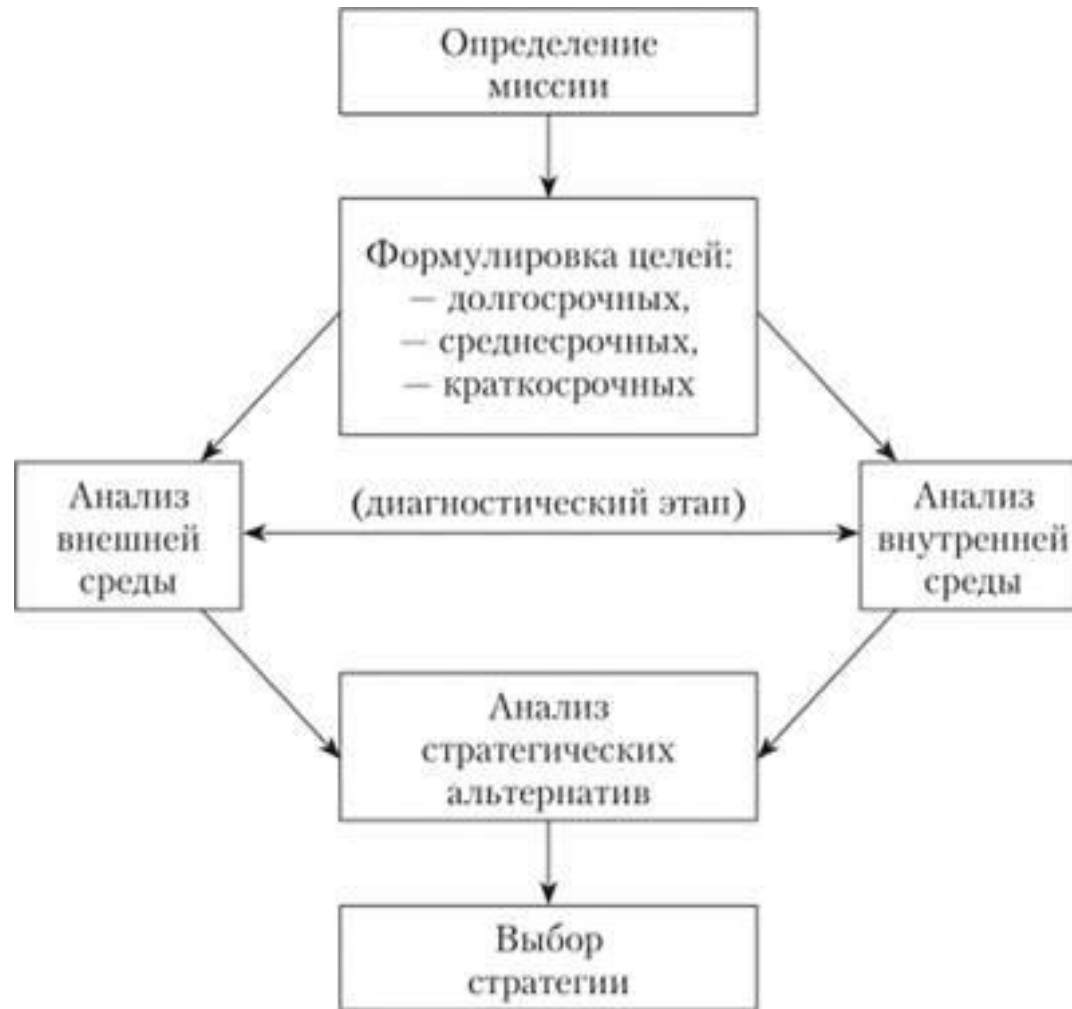 Определение
миссии
Формулировка целей:
— долгосрочных,
— среднесрочных,
— краткосрочных
Анализ
внешней
среды
(диагностический этап)
Анализ
внутренней
среды
Анализ
стратегических
альтернатив
Выбор
стратегии